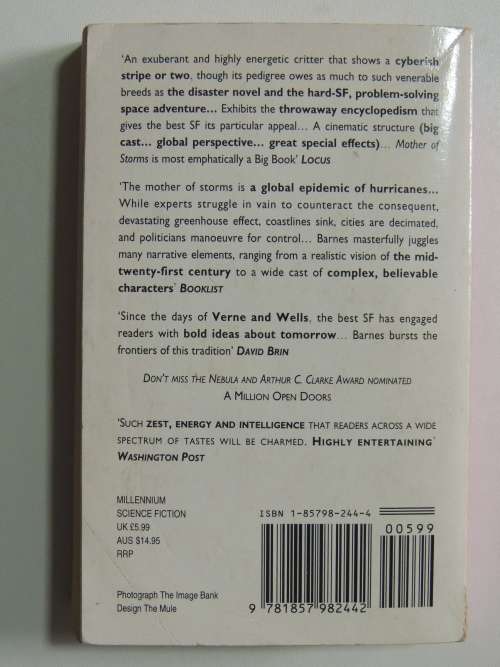 ‘An exuberant and highly energetic critter that shows a cyberish
stripe or two, though its pedigree owes as much to such venerable
breeds as the disaster novel and the hard-SF, problem-solving
space adventure... Exhibits the throwaway encyclopedism that
gives the best SF its particular appeal... A cinematic structure (big
cast... global perspective... great special effects)... Mother of
Storms is most emphatically a Big Book’ LOCUS
‘The mother of storms is a global epidemic of hurricanes...
While experts struggle in vain to counteract the consequent,
devastating greenhouse effect, coastlines sink, cities are decimated,
and politicians manoeuvre for control... Barnes masterfully juggles
many narrative elements, ranging from a realistic vision of the mid-
twenty-first century to a wide cast of complex, believable
characters’ BOOKLIST
‘Since the days of Verne and Wells, the best SF has engaged
readers with bold ideas about tomorrow... Barnes bursts the
frontiers of this tradition’ DAVID BRIN
DON'T MISS THE NEBULA AND ARTHUR C. CLARKE AWARD NOMINATED
A MILLION OPEN DOORS
‘SUCH ZEST, ENERGY AND INTELLIGENCE THAT READERS ACROSS A WIDE
SPECTRUM OF TASTES WILL BE CHARMED. HIGHLY ENTERTAINING’
WASHINGTON POST
MILLENNIUM
SCIENCE FICTION
UK £5.99
AUS $14.95
RRP
Photograph The Image Bank
Design The Mule
ISBN 1-85798-244-4
00599
9 781857 982442